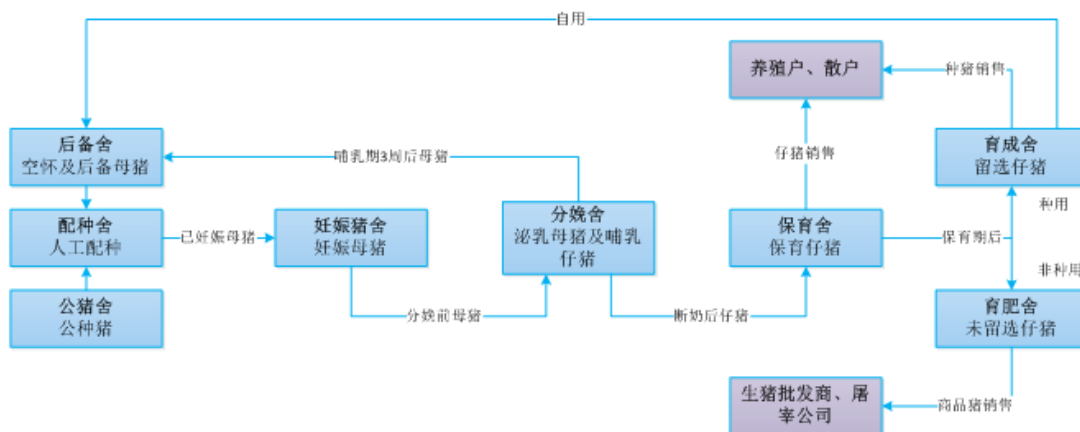 自用
养殖户、散户
种猪销售
后备舍
空怀及后备母猪
哺乳期3周后母猪
仔猪销售
育成舍
留选仔猪
种用
配种舍
人工配种
已妊娠母猪
妊娠猪舍
妊娠母猪
分娩舍
泌乳母猪及哺乳
仔猪
保育舍
保育仔猪
保育期后
非种用
公猪舍
公种猪
分娩前母猪
断奶后仔猪
育肥舍
未留选仔猪
生猪批发商、屠
宰公司
商品猪销售